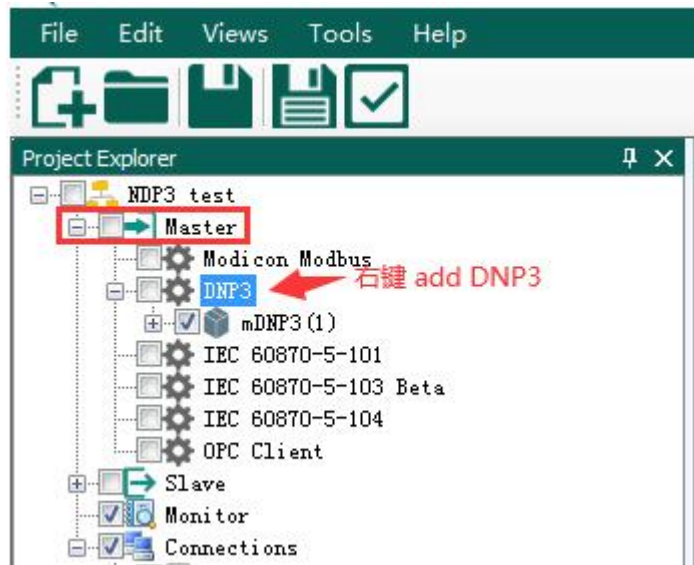 File Edit Views Tools Help
Project Explorer
NDP3 test
Master
Modicon Modbus
DNP3
右键 add DNP3
mDNP3(1)
IEC 60870-5-101
IEC 60870-5-103 Beta
IEC 60870-5-104
OPC Client
Slave
Monitor
Connections